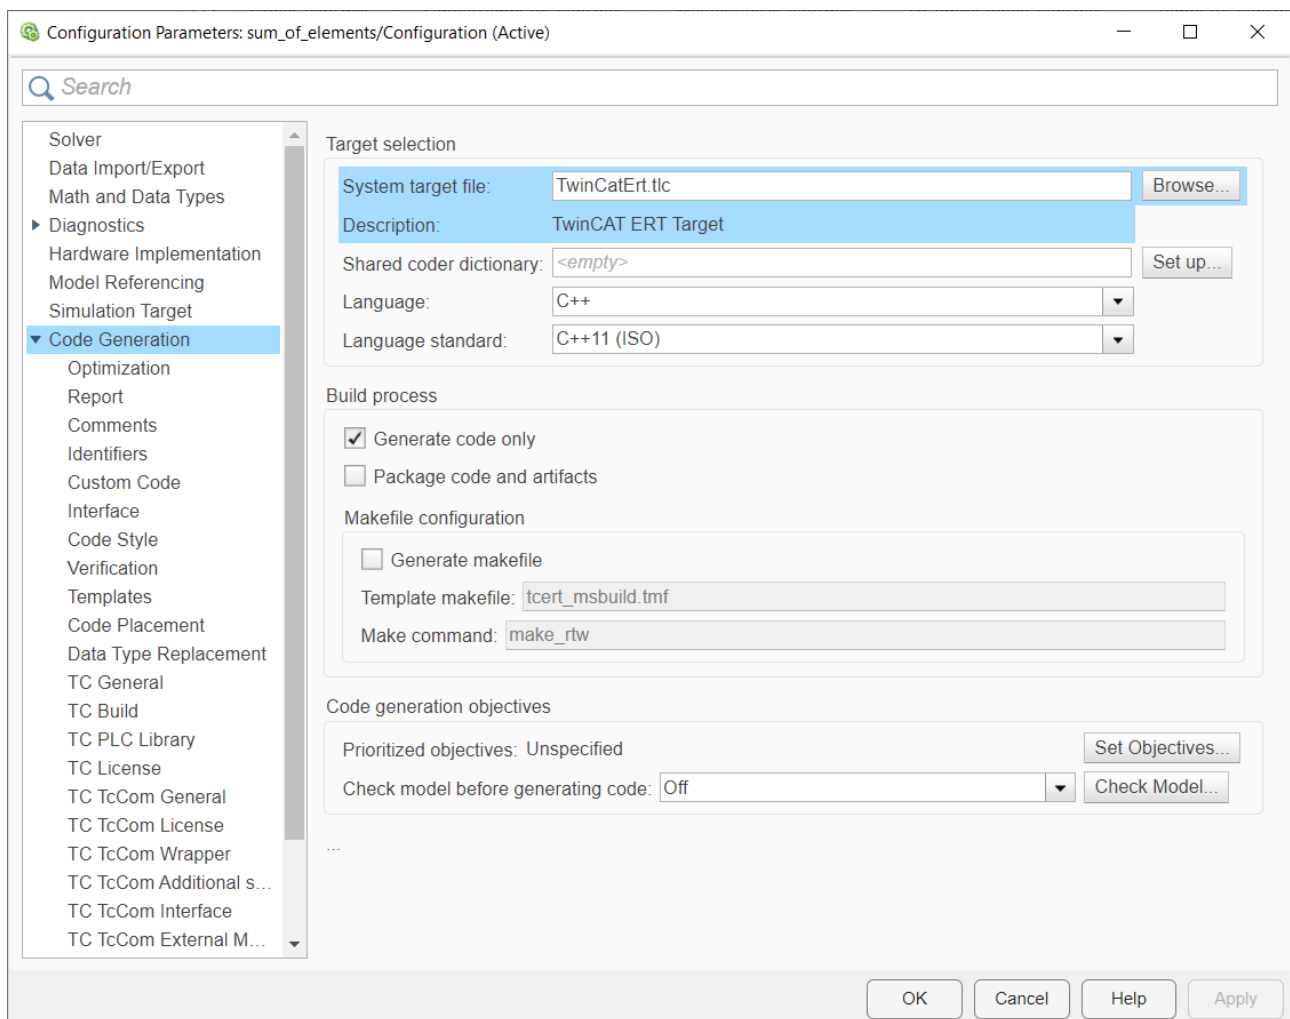 Configuration Parameters: sum_of_elements/Configuration (Active)
Search
Solver
Data Import/Export
Math and Data Types
Diagnostics
Hardware Implementation
Model Referencing
Simulation Target
Code Generation
Optimization
Report
Comments
Identifiers
Custom Code
Interface
Code Style
Verification
Templates
Code Placement
Data Type Replacement
TC General
TC Build
TC PLC Library
TC License
TC TcCom General
TC TcCom License
TC TcCom Wrapper
TC TcCom Additional s...
TC TcCom Interface
TC TcCom External M...
Target selection
System target file: TwinCatErt.tlc Browse...
Description: TwinCAT ERT Target
Shared coder dictionary: <empty> Set up...
Language: C++
Language standard: C++11 (ISO)
Build process
Generate code only
Package code and artifacts
Makefile configuration
Generate makefile
Template makefile: tcert_msbuild.tmf
Make command: make_rtw
Code generation objectives
Prioritized objectives: Unspecified Set Objectives...
Check model before generating code: Off Check Model...
...
OK Cancel Help Apply